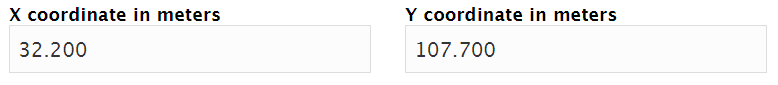 X coordinate in meters
Y coordinate in meters
32.200
107.700